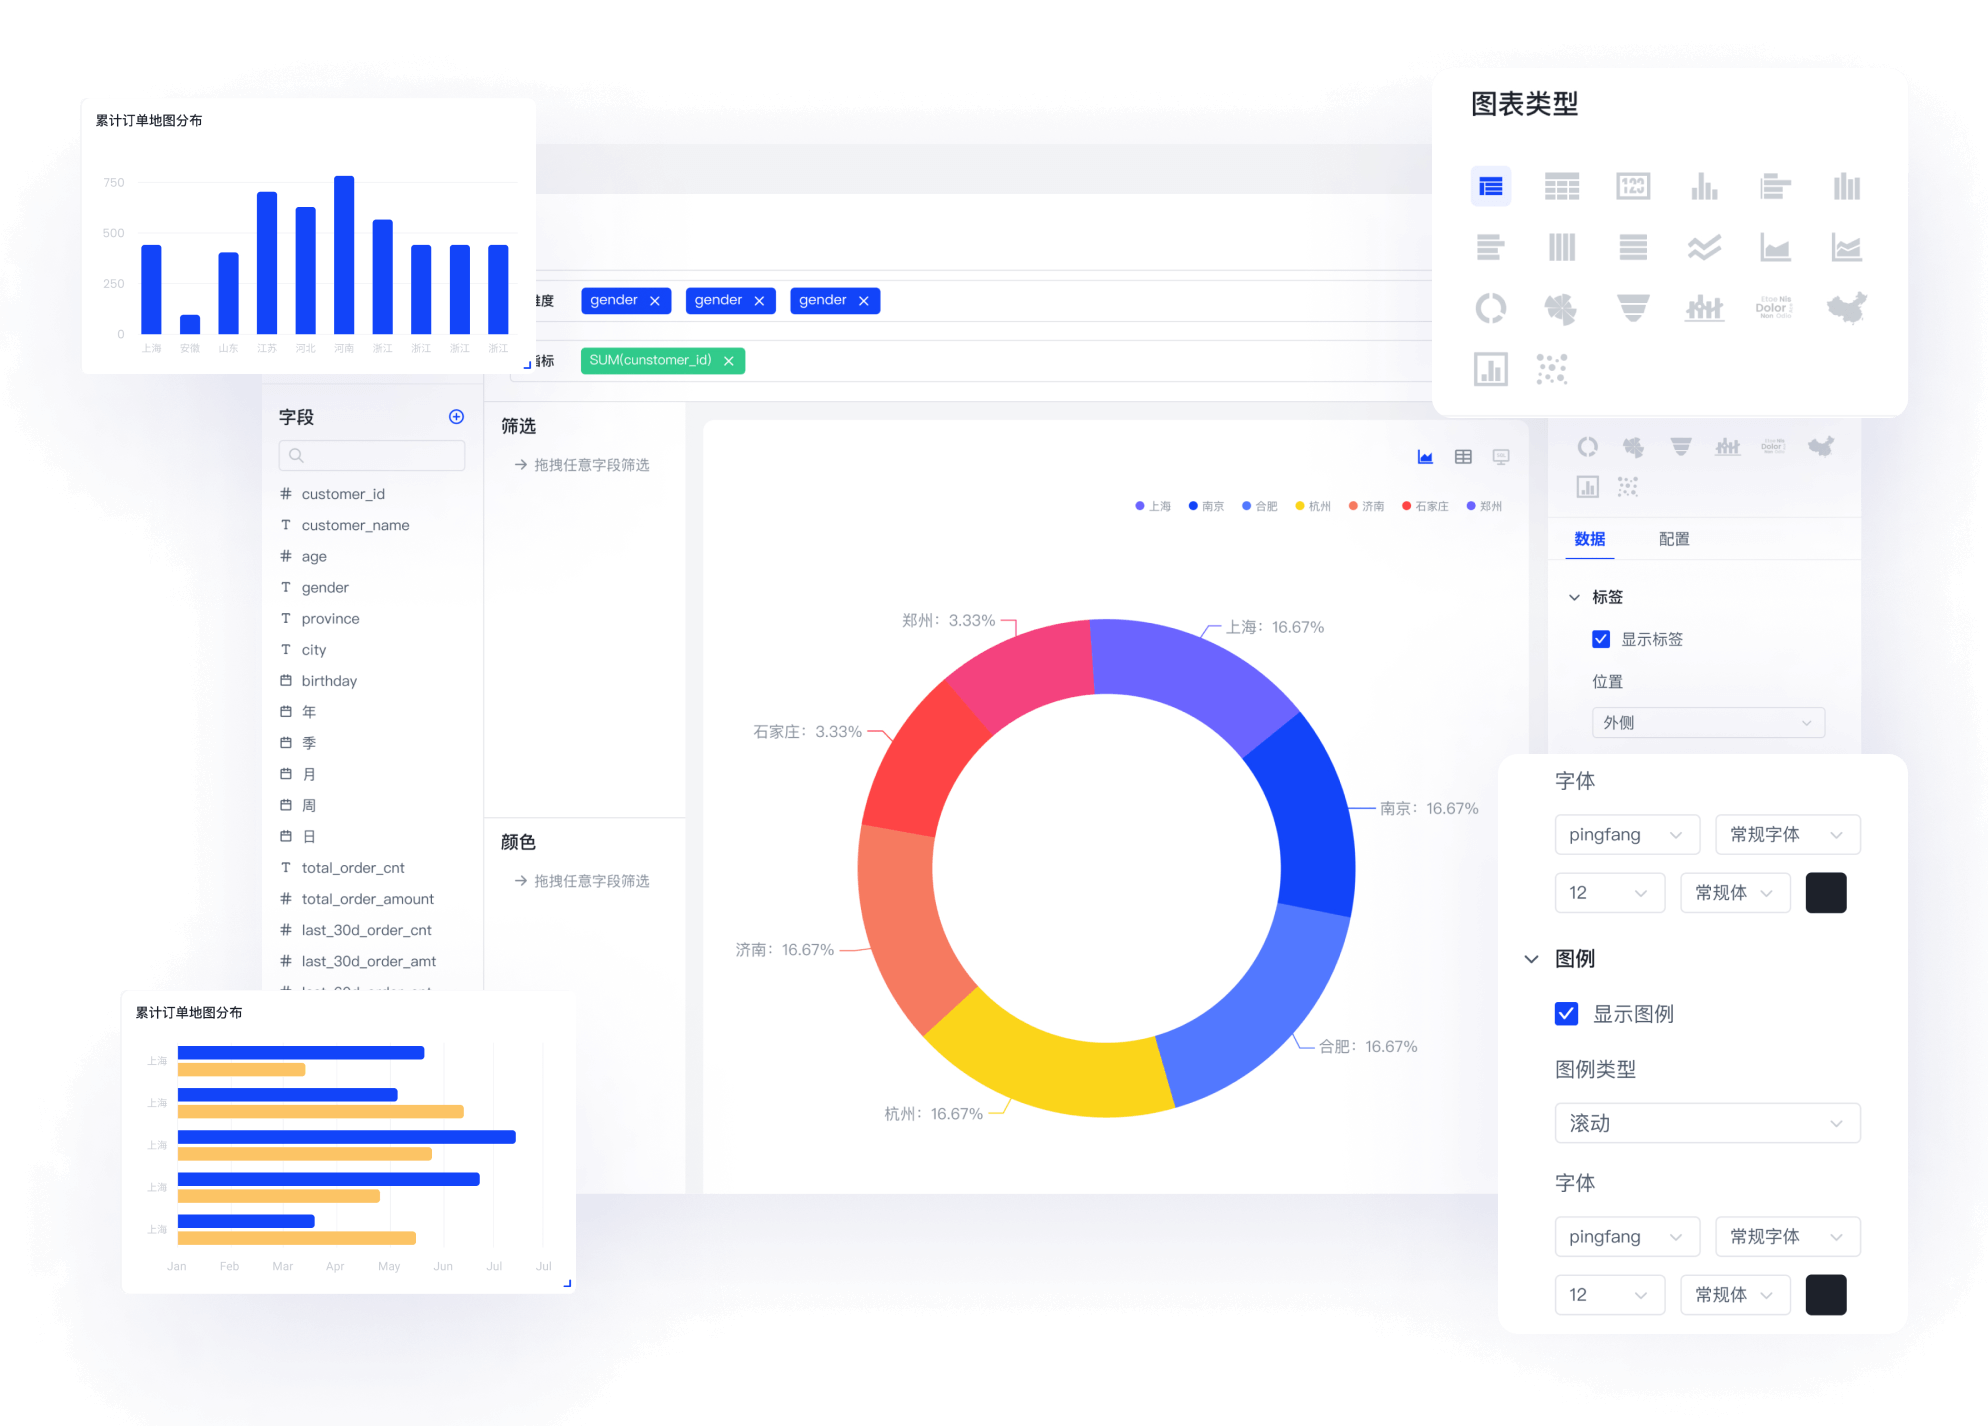 累计订单地图分布
750
500
250
0
上海 安徽 山东 江苏 河北 河南 浙江 浙江 浙江 浙江
图表类型
123
Dolor
gender gender gender
指标 SUM(cunstomer_id)
字段
customer_id
customer_name
age
gender
province
city
birthday
年
季
月
周
日
total_order_cnt
total_order_amount
last_30d_order_cnt
last_30d_order_amt
筛选
拖拽任意字段筛选
颜色
拖拽任意字段筛选
上海 南京 合肥 杭州 济南 石家庄 郑州
郑州：3.33%
上海：16.67%
石家庄：3.33%
南京：16.67%
济南：16.67%
合肥：16.67%
杭州：16.67%
数据 配置
标签
显示标签
位置
外侧
字体
pingfang 常规字体
12 常规体
图例
显示图例
图例类型
滚动
字体
pingfang 常规字体
12 常规体
累计订单地图分布
上海
上海
上海
上海
上海
Jan Feb Mar Apr May Jun Jul Jul